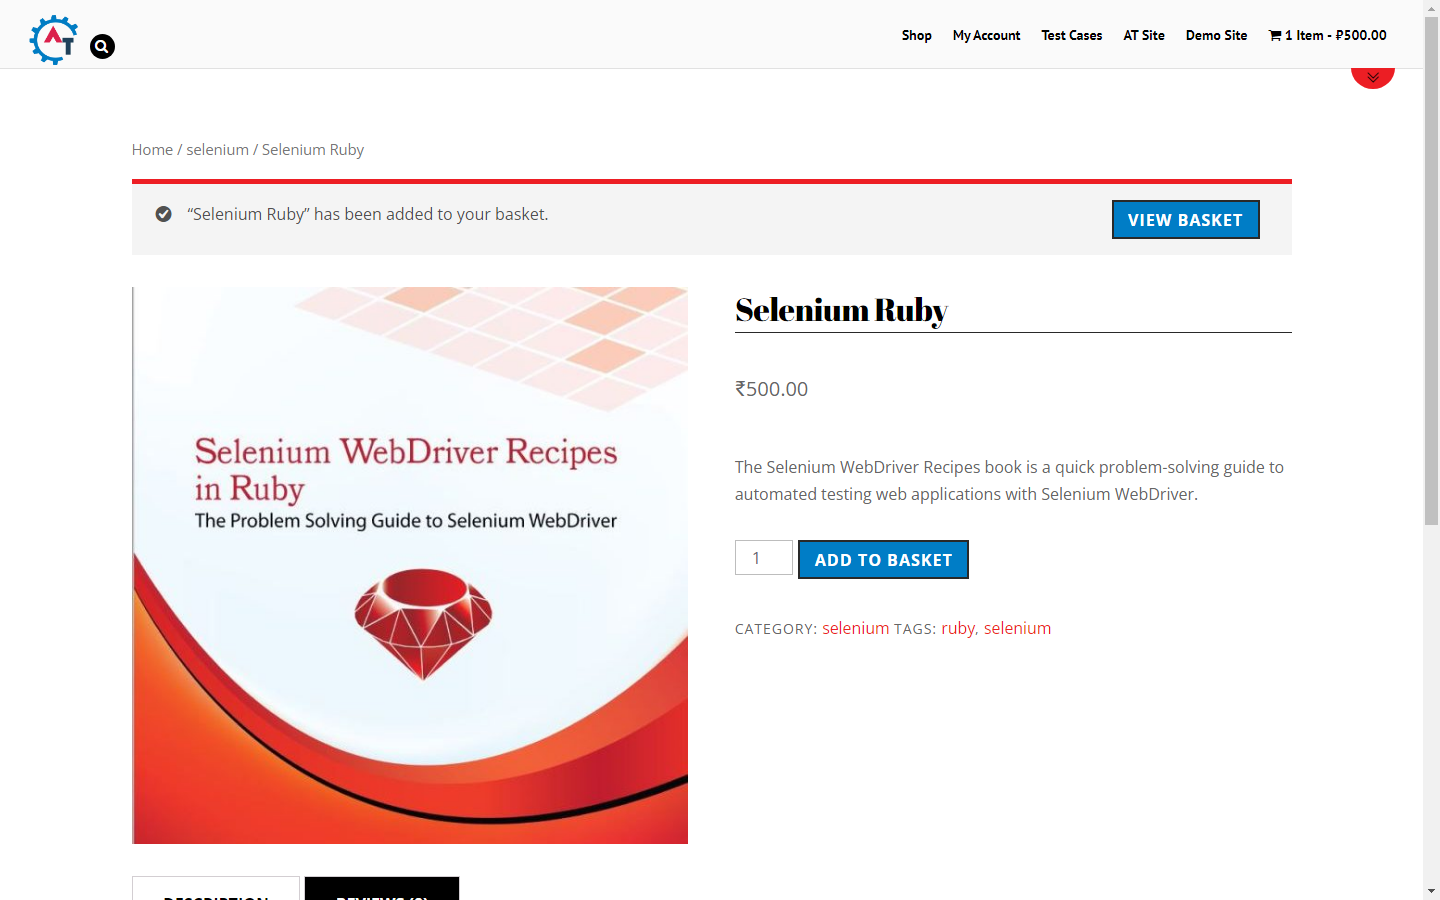 AT
Shop My Account Test Cases AT Site Demo Site 1 Item - ₽500.00
Home / selenium / Selenium Ruby
“Selenium Ruby” has been added to your basket.
VIEW BASKET
Selenium WebDriver Recipes
in Ruby
The Problem Solving Guide to Selenium WebDriver
Selenium Ruby
₹500.00
The Selenium WebDriver Recipes book is a quick problem-solving guide to
automated testing web applications with Selenium WebDriver.
1 ADD TO BASKET
CATEGORY: selenium TAGS: ruby, selenium
DESCRIPTION REVIEWS (0)